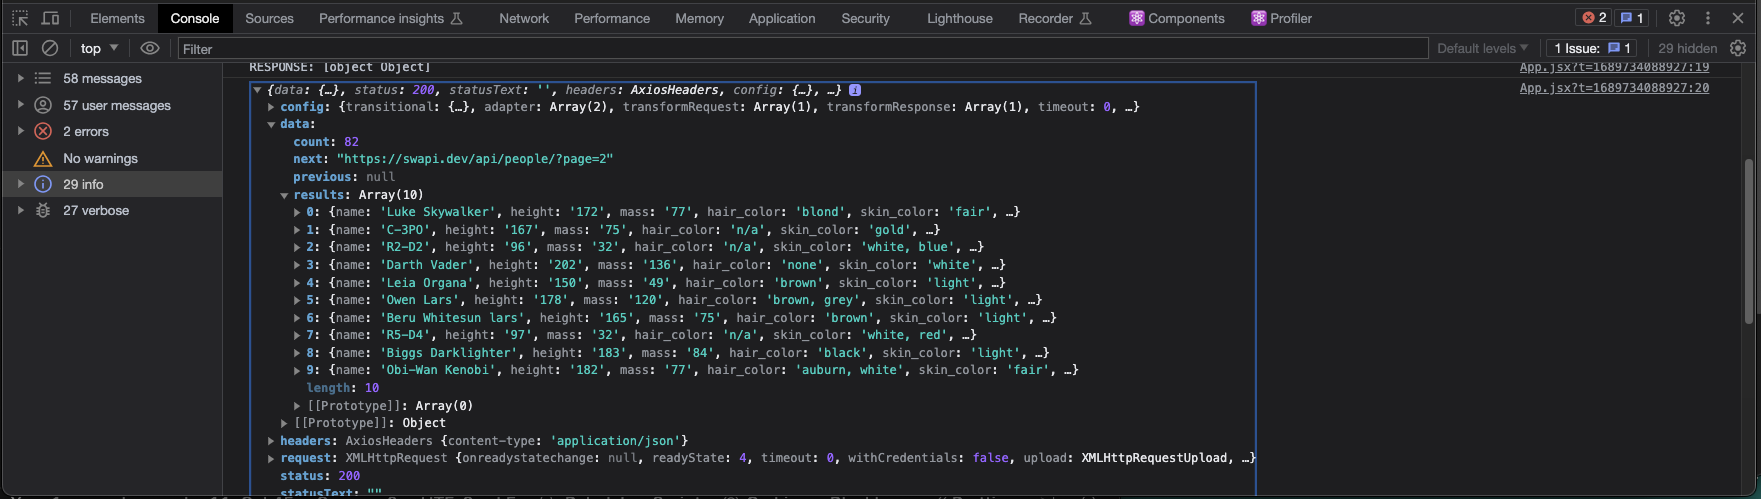 Elements Console Sources Performance insights Network Performance Memory Application Security Lighthouse Recorder Components Profiler 2 1
top Filter Default levels 1 Issue: 1 29 hidden
58 messages
57 user messages
2 errors
No warnings
29 info
27 verbose
RESPONSE: [object Object] App.jsx?t=1689734088927:19
{data: {…}, status: 200, statusText: '', headers: AxiosHeaders, config: {…}, …} i App.jsx?t=1689734088927:20
config: {transitional: {…}, adapter: Array(2), transformRequest: Array(1), transformResponse: Array(1), timeout: 0, …}
data:
count: 82
next: "https://swapi.dev/api/people/?page=2"
previous: null
results: Array(10)
0: {name: 'Luke Skywalker', height: '172', mass: '77', hair_color: 'blond', skin_color: 'fair', …}
1: {name: 'C-3PO', height: '167', mass: '75', hair_color: 'n/a', skin_color: 'gold', …}
2: {name: 'R2-D2', height: '96', mass: '32', hair_color: 'n/a', skin_color: 'white, blue', …}
3: {name: 'Darth Vader', height: '202', mass: '136', hair_color: 'none', skin_color: 'white', …}
4: {name: 'Leia Organa', height: '150', mass: '49', hair_color: 'brown', skin_color: 'light', …}
5: {name: 'Owen Lars', height: '178', mass: '120', hair_color: 'brown, grey', skin_color: 'light', …}
6: {name: 'Beru Whitesun lars', height: '165', mass: '75', hair_color: 'brown', skin_color: 'light', …}
7: {name: 'R5-D4', height: '97', mass: '32', hair_color: 'n/a', skin_color: 'white, red', …}
8: {name: 'Biggs Darklighter', height: '183', mass: '84', hair_color: 'black', skin_color: 'light', …}
9: {name: 'Obi-Wan Kenobi', height: '182', mass: '77', hair_color: 'auburn, white', skin_color: 'fair', …}
length: 10
[[Prototype]]: Array(0)
[[Prototype]]: Object
headers: AxiosHeaders {content-type: 'application/json'}
request: XMLHttpRequest {onreadystatechange: null, readyState: 4, timeout: 0, withCredentials: false, upload: XMLHttpRequestUpload, …}
status: 200
statusText: ""